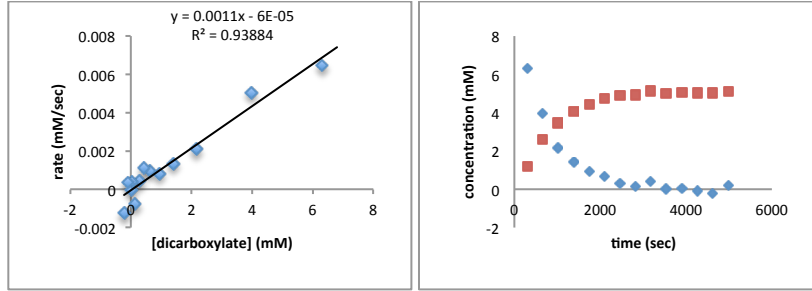 y = 0.0011x - 6E-05
R² = 0.93884
rate (mM/sec)
0.008
0.006
0.004
0.002
0
-0.002
-2 0 2 4 6 8
[dicarboxylate] (mM)
concentration (mM)
8
6
4
2
0
-2
0 2000 4000 6000
time (sec)